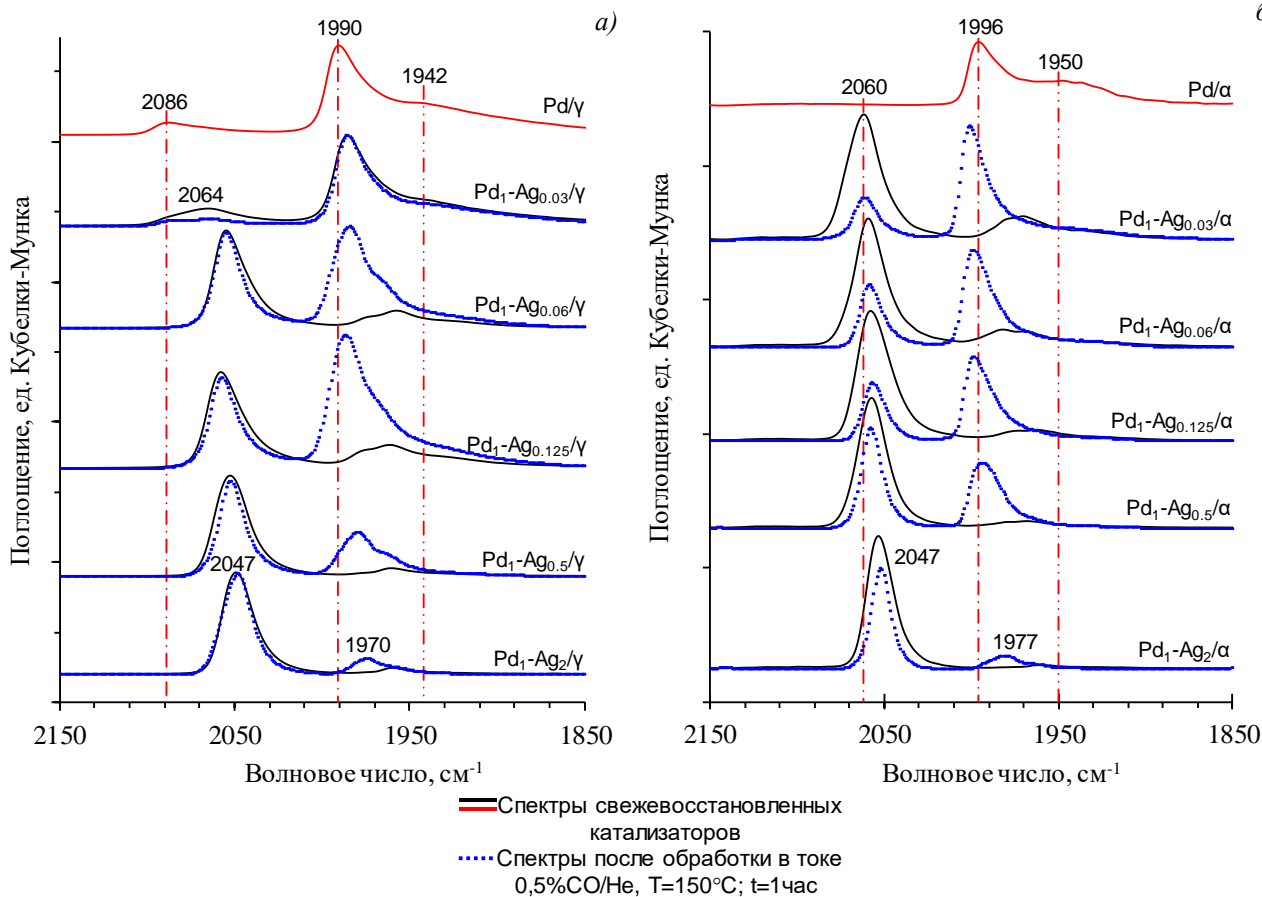 а)
1990
1942
2086
Pd/γ
2064
Pd₁-Ag₀.₀₃/γ
Pd₁-Ag₀.₀₆/γ
Pd₁-Ag₀.₁₂₅/γ
Pd₁-Ag₀.₅/γ
2047
1970
Pd₁-Ag₂/γ
Поглощение, ед. Кубелки-Мунка
2150 2050 1950 1850
Волновое число, см⁻¹
1996
1950
2060
Pd/α
Pd₁-Ag₀.₀₃/α
Pd₁-Ag₀.₀₆/α
Pd₁-Ag₀.₁₂₅/α
Pd₁-Ag₀.₅/α
2047
1977
Pd₁-Ag₂/α
Поглощение, ед. Кубелки-Мунка
2150 2050 1950 1850
Волновое число, см⁻¹
Спектры свежевосстановленных
катализаторов
Спектры после обработки в токе
0,5%CO/He, T=150°C; t=1час